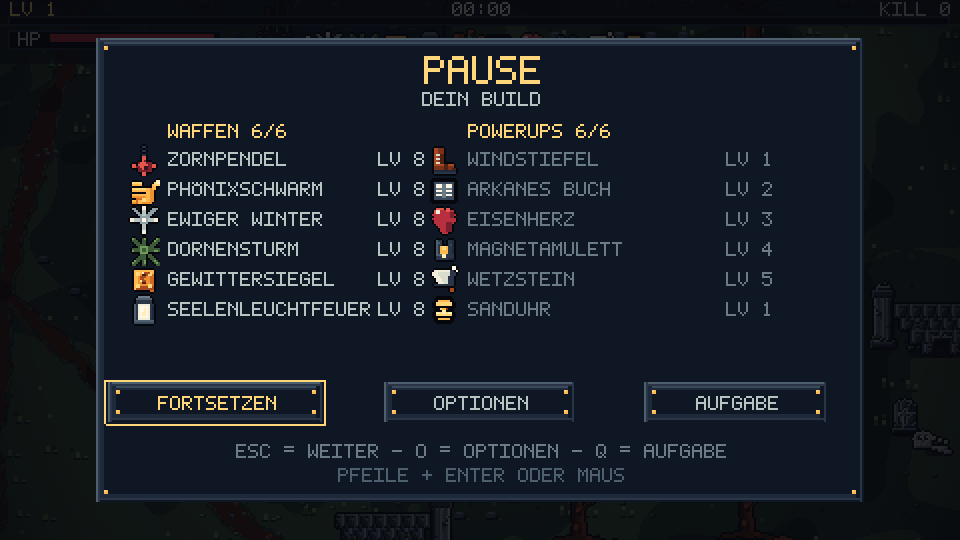 LV 1 00:00 KILL 0
HP
PAUSE
DEIN BUILD
WAFFEN 6/6 POWERUPS 6/6
ZORNPENDEL LV 8 WINDSTIEFEL LV 1
PHÖNIXSCHWARM LV 8 ARKANES BUCH LV 2
EWIGER WINTER LV 8 EISENHERZ LV 3
DORNENSTURM LV 8 MAGNETAMULETT LV 4
GEWITTERSIEGEL LV 8 WETZSTEIN LV 5
SEELENLEUCHTFEUER LV 8 SANDUHR LV 1
FORTSETZEN OPTIONEN AUFGABE
ESC = WEITER - O = OPTIONEN - Q = AUFGABE
PFEILE + ENTER ODER MAUS